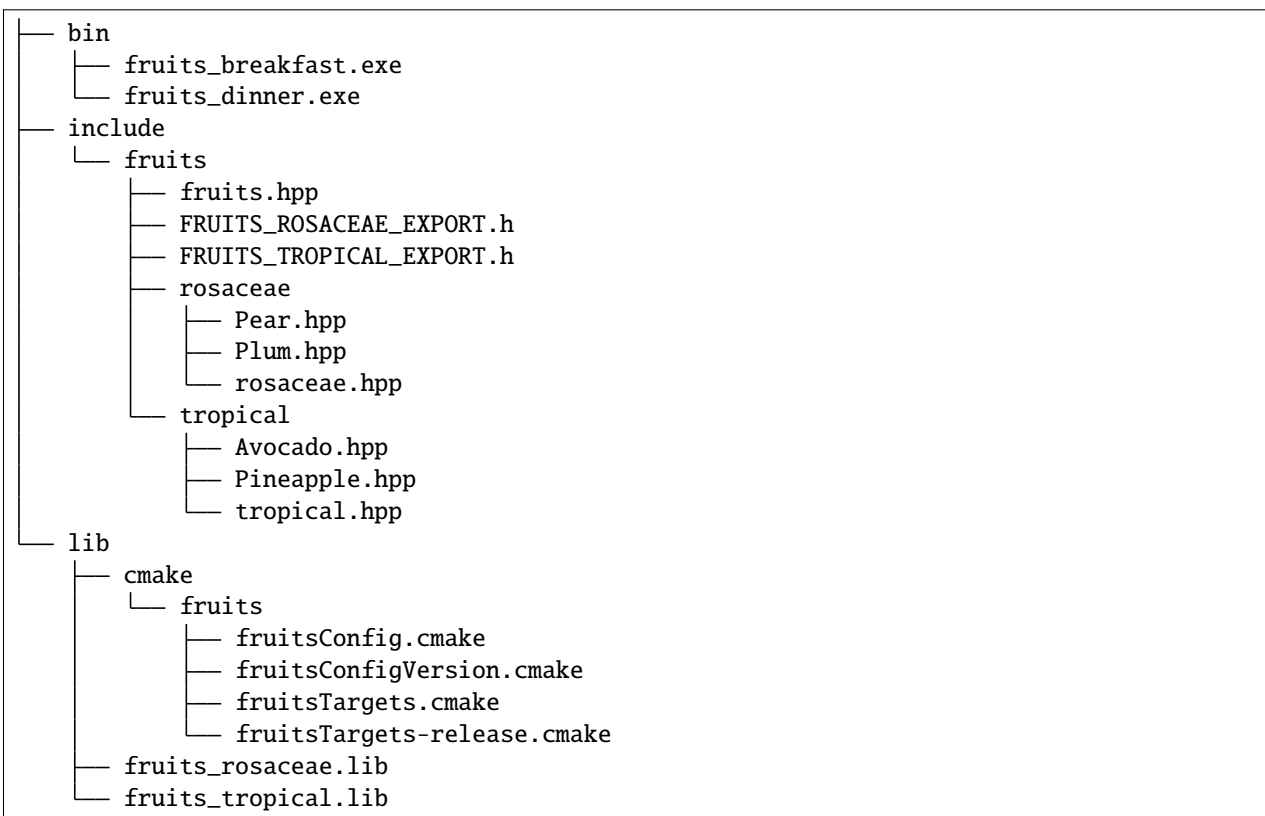 ├── bin
│   ├── fruits_breakfast.exe
│   └── fruits_dinner.exe
├── include
│   └── fruits
│       ├── fruits.hpp
│       ├── FRUITS_ROSACEAE_EXPORT.h
│       ├── FRUITS_TROPICAL_EXPORT.h
│       ├── rosaceae
│       │   ├── Pear.hpp
│       │   ├── Plum.hpp
│       │   └── rosaceae.hpp
│       └── tropical
│           ├── Avocado.hpp
│           ├── Pineapple.hpp
│           └── tropical.hpp
└── lib
    ├── cmake
    │   └── fruits
    │       ├── fruitsConfig.cmake
    │       ├── fruitsConfigVersion.cmake
    │       ├── fruitsTargets.cmake
    │       └── fruitsTargets-release.cmake
    ├── fruits_rosaceae.lib
    └── fruits_tropical.lib